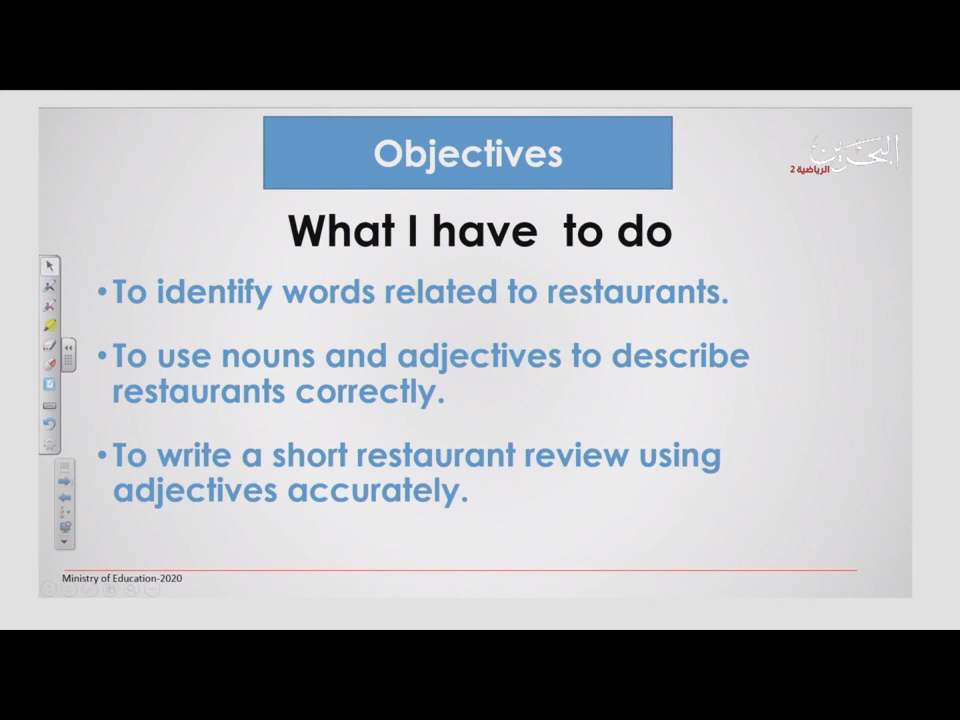 Objectives
البحرين
الرياضية 2
What I have to do
• To identify words related to restaurants.
• To use nouns and adjectives to describe
restaurants correctly.
• To write a short restaurant review using
adjectives accurately.
Ministry of Education-2020